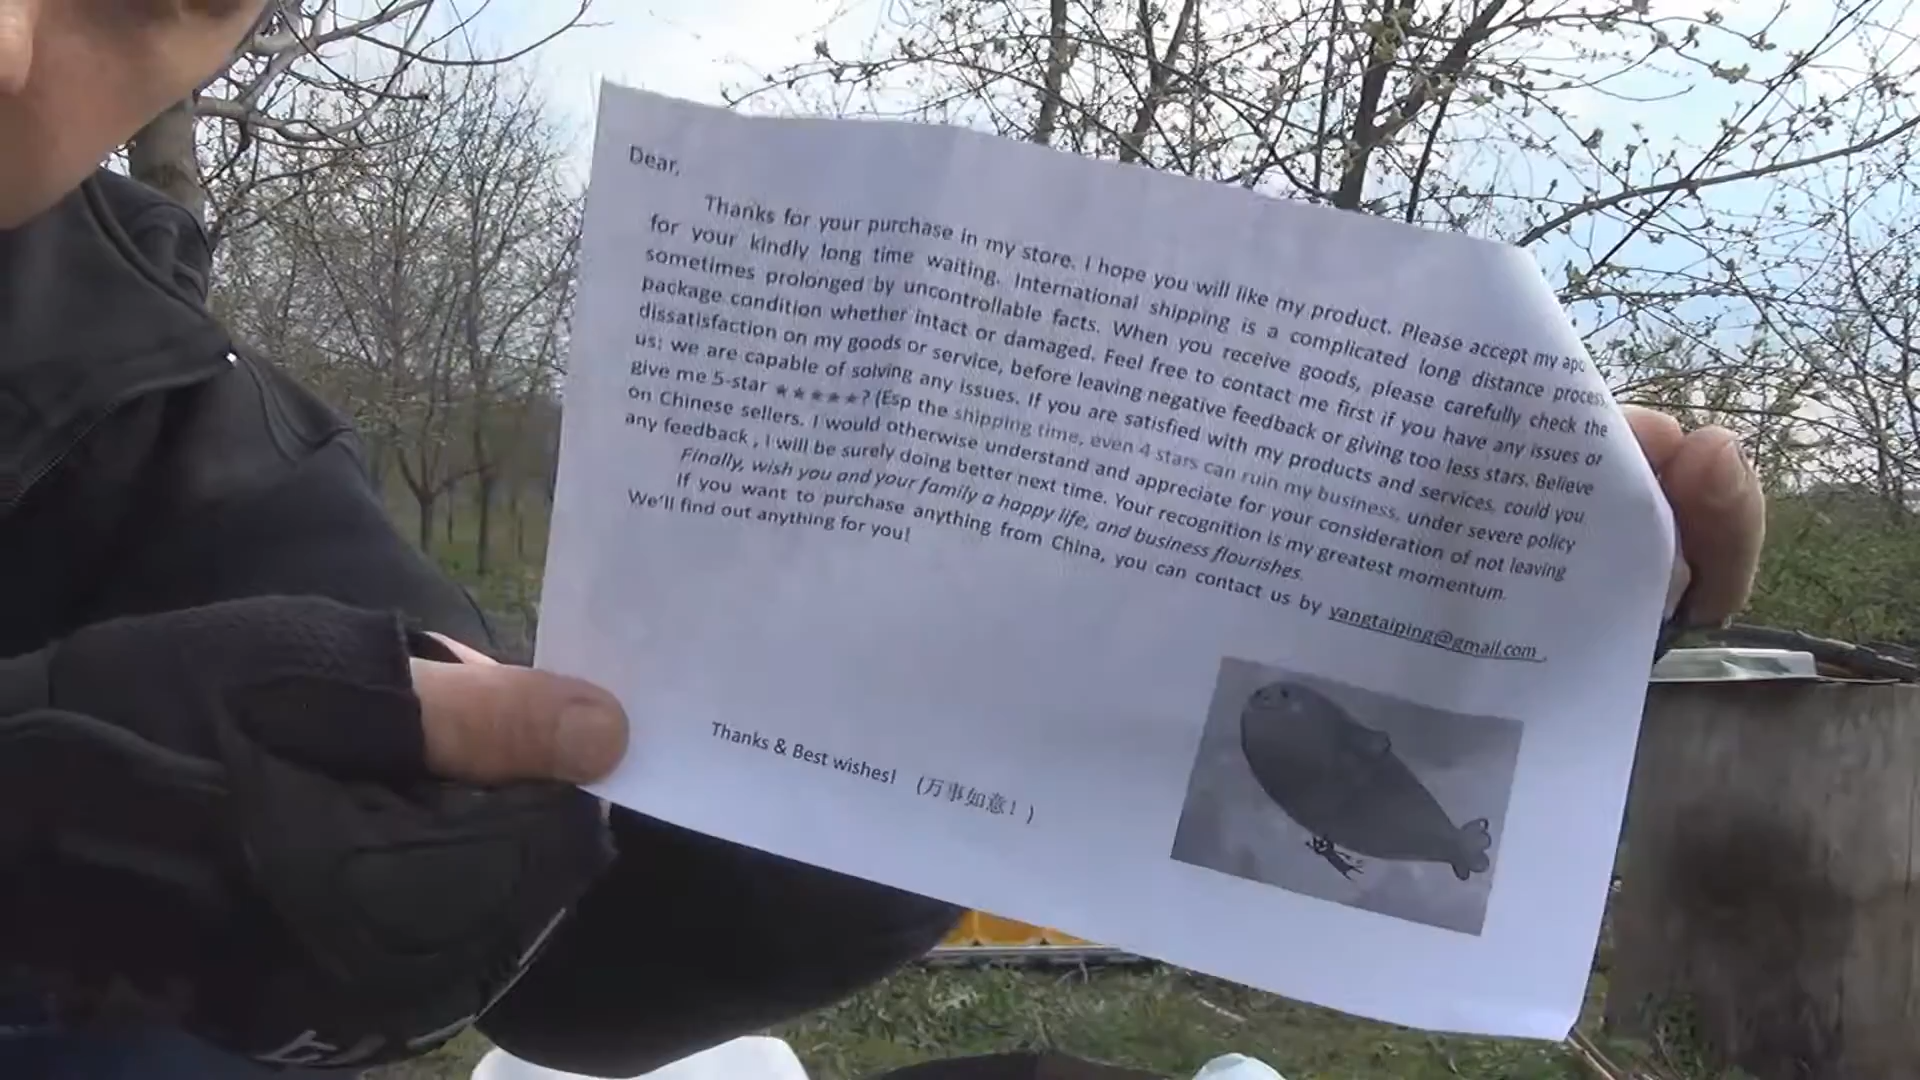 Dear,
Thanks for your purchase in my store. I hope you will like my product. Please accept my apo
for your kindly long time waiting. International shipping is a complicated long distance process,
sometimes prolonged by uncontrollable facts. When you receive goods, please carefully check the
package condition whether intact or damaged. Feel free to contact me first if you have any issues or
dissatisfaction on my goods or service, before leaving negative feedback or giving too less stars. Believe
us; we are capable of solving any issues. If you are satisfied with my products and services, could you
give me 5-star ★★★★★? (Esp the shipping time, even 4 stars can ruin my business, under severe policy
on Chinese sellers. I would otherwise understand and appreciate for your consideration of not leaving
any feedback , I will be surely doing better next time. Your recognition is my greatest momentum.
Finally, wish you and your family a happy life, and business flourishes.
If you want to purchase anything from China, you can contact us by yangtaiping@gmail.com ,
We'll find out anything for you!
Thanks & Best wishes! (万事如意! )